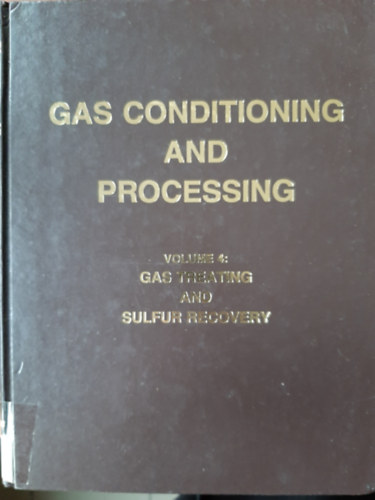 GAS CONDITIONING
AND
PROCESSING
VOLUME 4:
GAS TREATING
AND
SULFUR RECOVERY